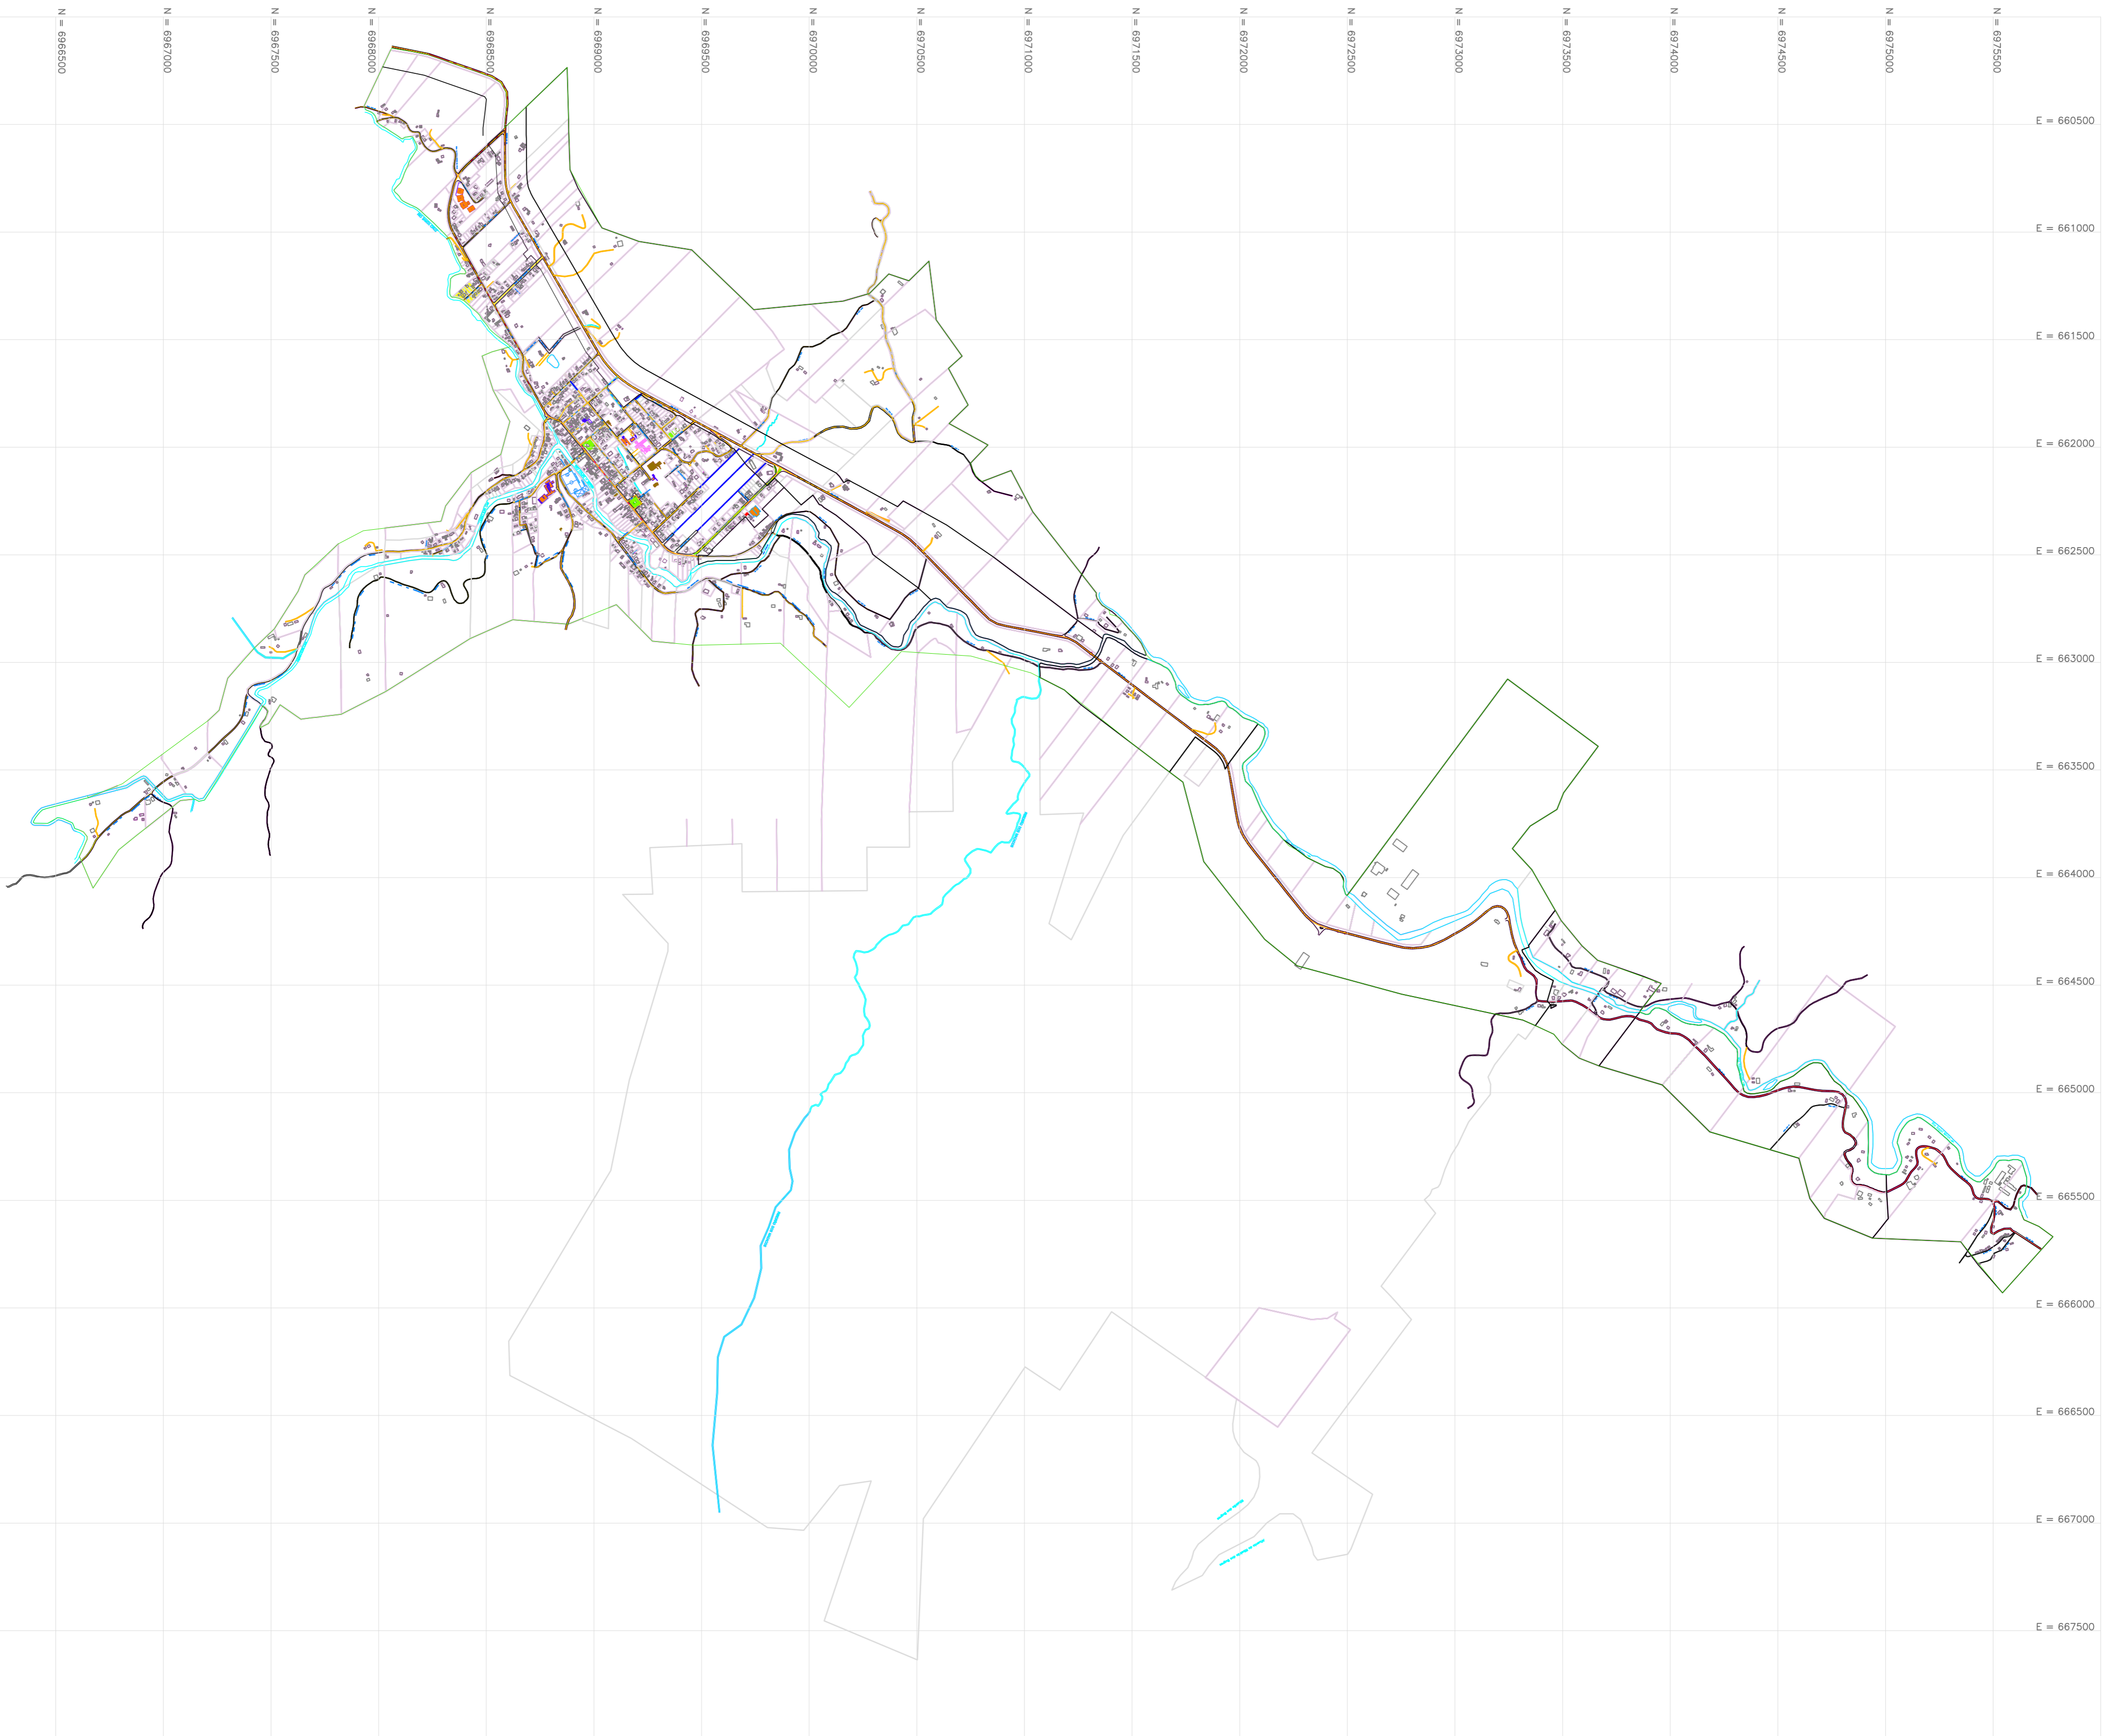 N = 6966500
N = 6967000
N = 6967500
N = 6968000
N = 6968500
N = 6969000
N = 6969500
N = 6970000
N = 6970500
N = 6971000
N = 6971500
N = 6972000
N = 6972500
N = 6973000
N = 6973500
N = 6974000
N = 6974500
N = 6975000
N = 6975500
E = 660500
E = 661000
E = 661500
E = 662000
E = 662500
E = 663000
E = 663500
E = 664000
E = 664500
E = 665000
E = 665500
E = 666000
E = 666500
E = 667000
E = 667500